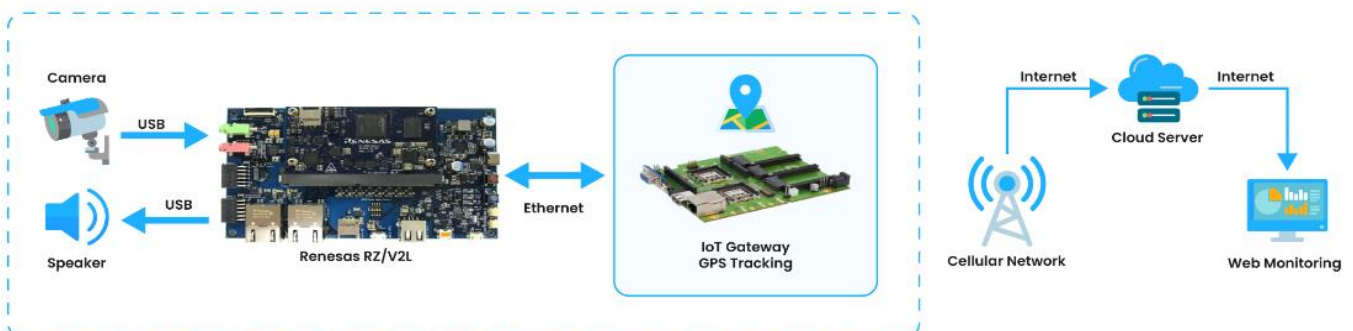 Camera
USB
RENESAS
USB
Speaker
Renesas RZ/V2L
Ethernet
IoT Gateway
GPS Tracking
Internet
Internet
Cloud Server
Cellular Network
Web Monitoring